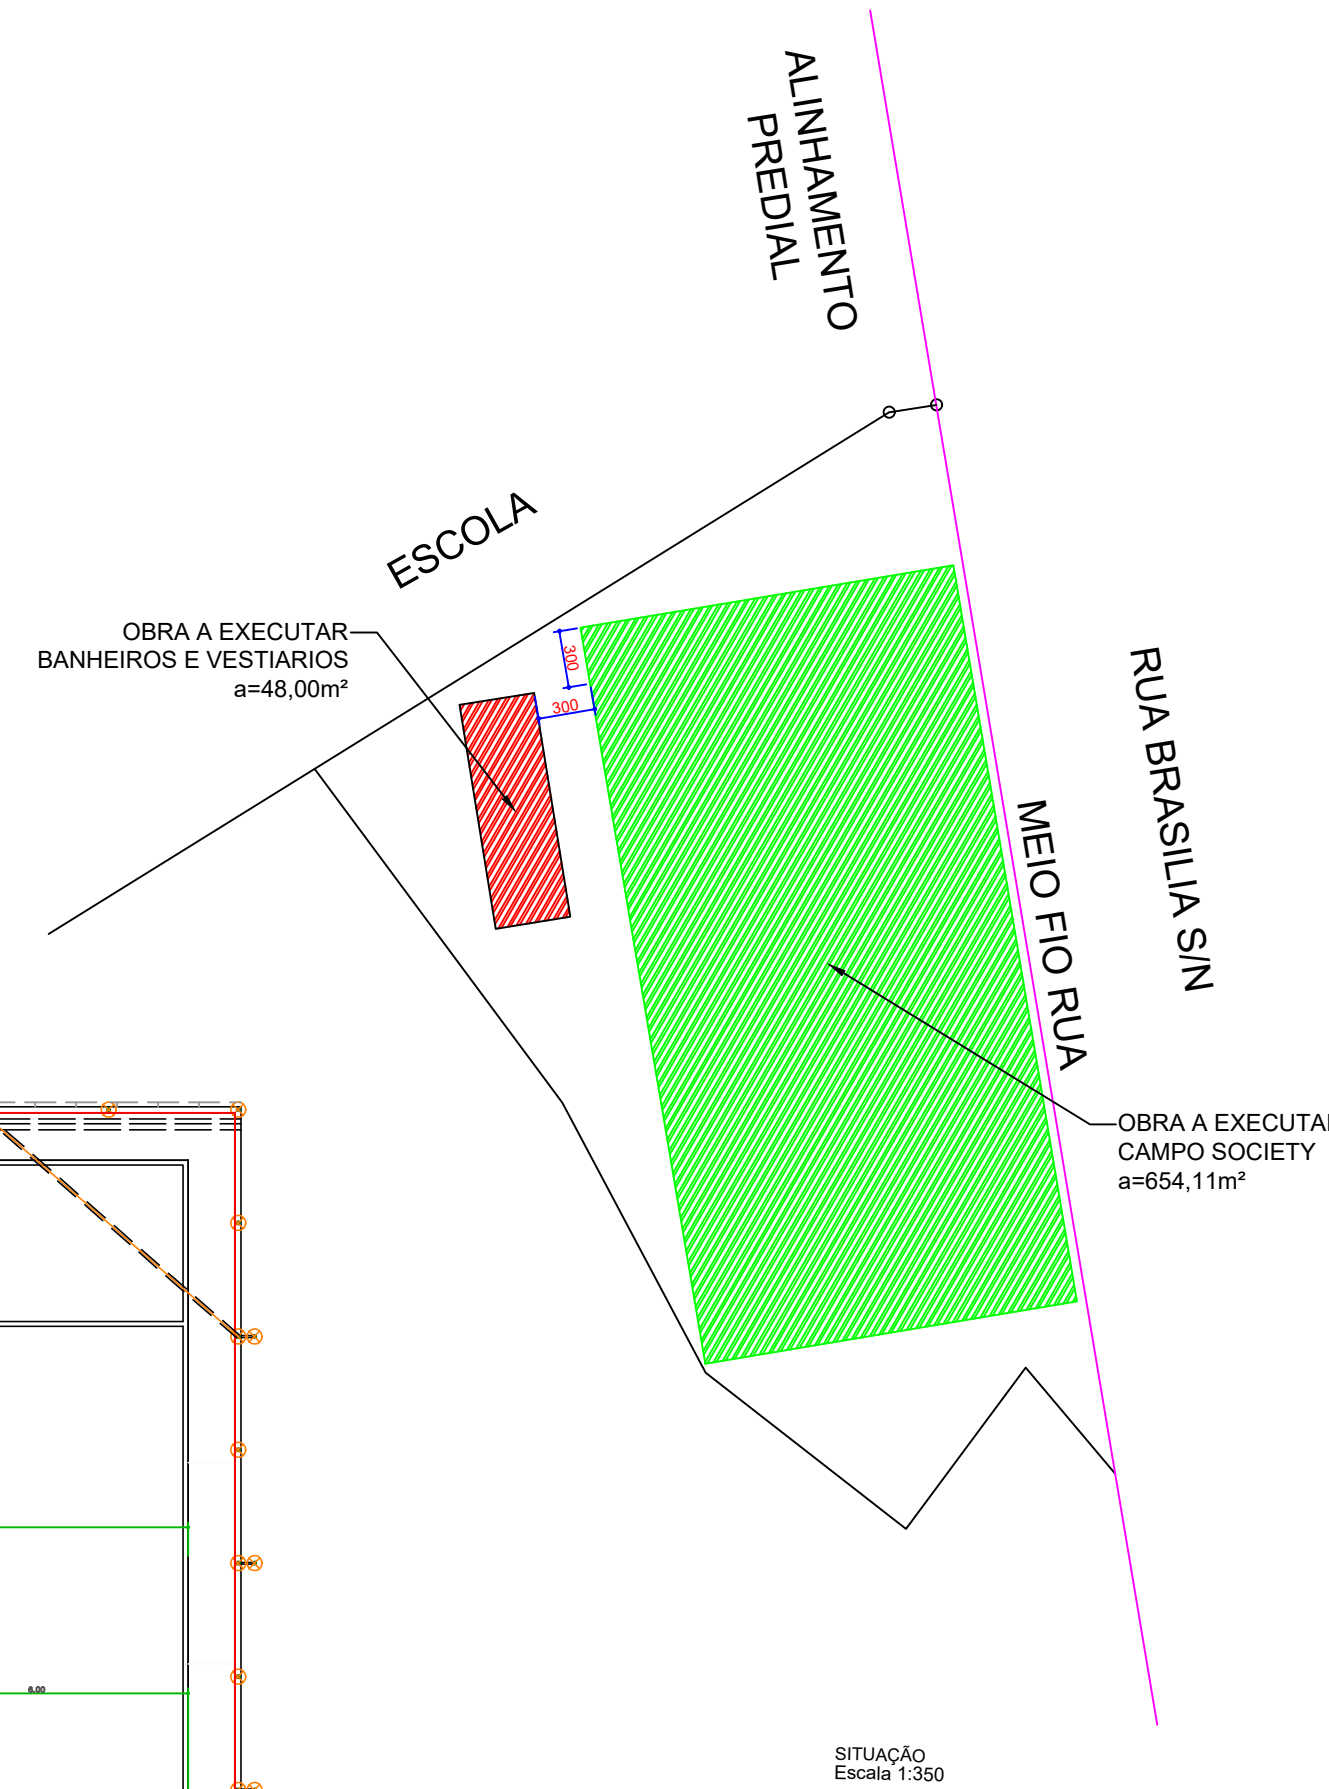 ALINHAMENTO
PREDIAL
ESCOLA
OBRA A EXECUTAR
BANHEIROS E VESTIARIOS
a=48,00m²
300
300
RUA BRASILIA S/N
MEIO FIO RUA
OBRA A EXECUTAR
CAMPO SOCIETY
a=654,11m²
6.00
SITUAÇÃO
Escala 1:350